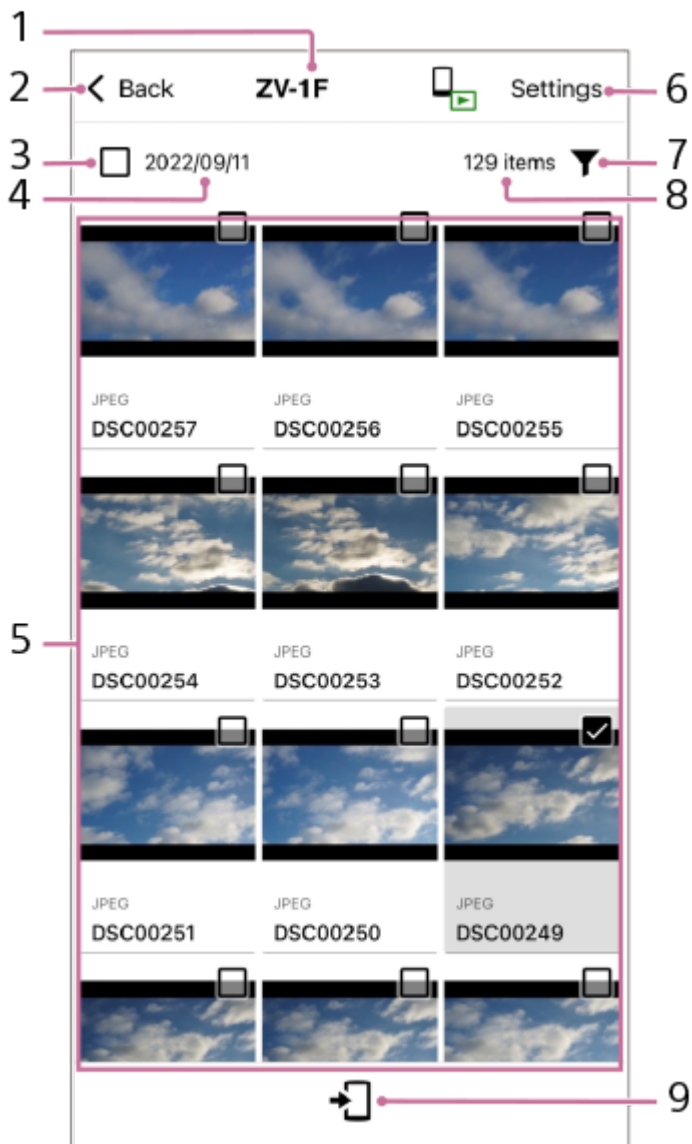 1
2 Back ZV-1F Settings 6
3 2022/09/11 129 items 7
4 8
JPEG JPEG JPEG
DSC00257 DSC00256 DSC00255
5
JPEG JPEG JPEG
DSC00254 DSC00253 DSC00252
JPEG JPEG JPEG
DSC00251 DSC00250 DSC00249
9